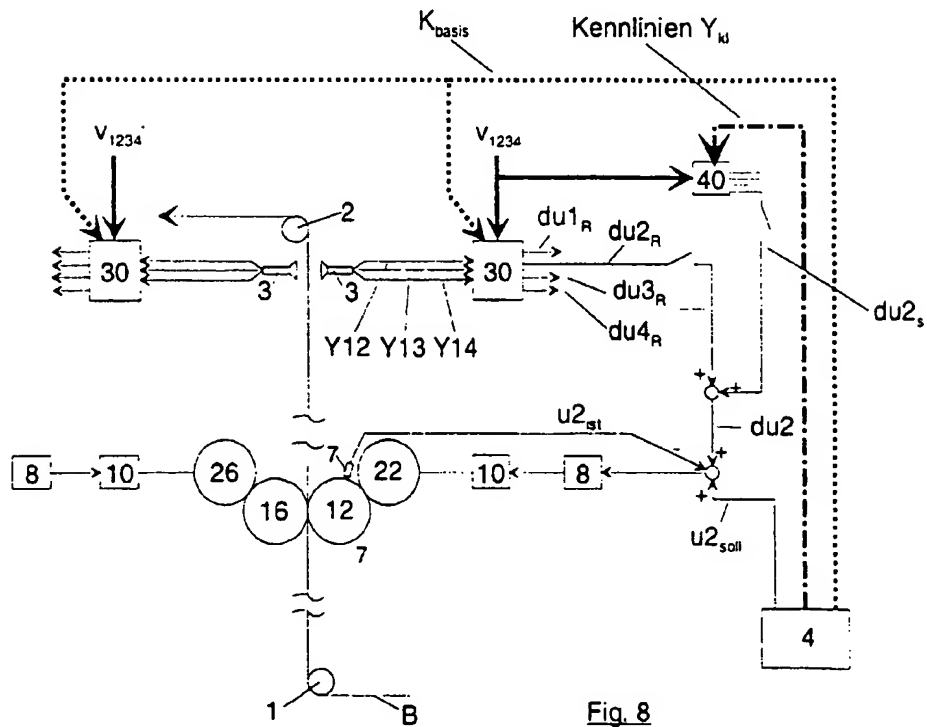 K_basis
Kennlinien Y_kl
v_1234
v_1234
40
2
du1_R
du2_R
30
30
3
3
du3_R
du4_R
du2_s
Y12 Y13 Y14
u2_ist
du2
7
8
10
26
22
10
8
16
12
7
u2_soll
4
1
B
Fig. 8